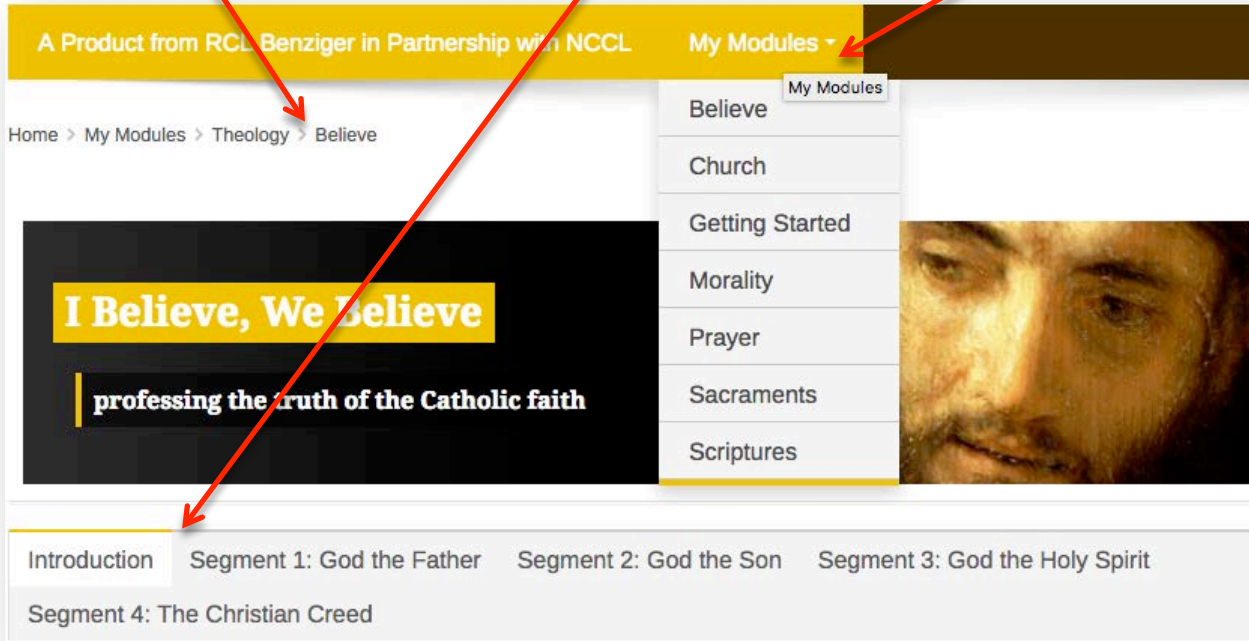 A Product from RCL Benziger in Partnership with NCCL
My Modules
My Modules
Home > My Modules > Theology > Believe
Believe
Church
Getting Started
Morality
Prayer
Sacraments
Scriptures
I Believe, We Believe
professing the truth of the Catholic faith
Introduction Segment 1: God the Father Segment 2: God the Son Segment 3: God the Holy Spirit
Segment 4: The Christian Creed